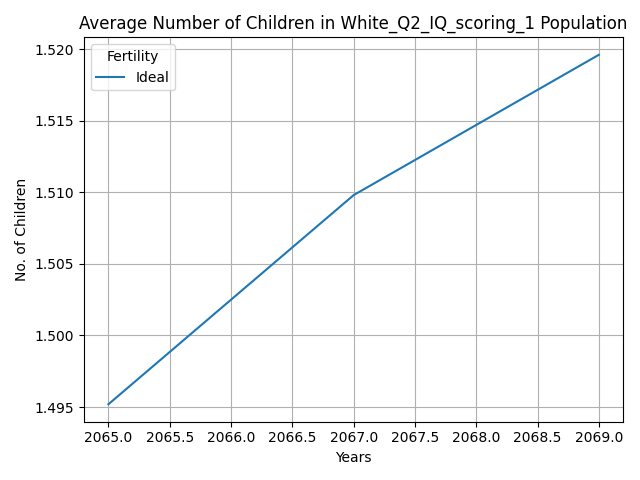 Average Number of Children in White_Q2_IQ_scoring_1 Population
Fertility
Ideal
1.520
1.515
1.510
1.505
1.500
1.495
No. of Children
2065.0 2065.5 2066.0 2066.5 2067.0 2067.5 2068.0 2068.5 2069.0
Years